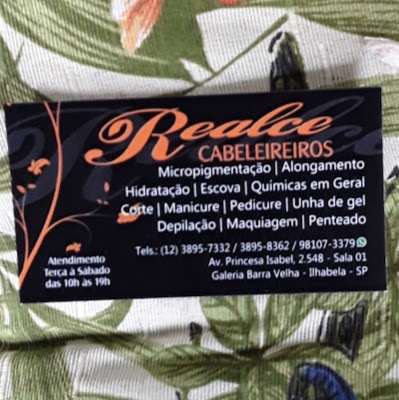 Realce
CABELEIREIROS
Micropigmentação | Alongamento
Hidratação | Escova | Químicas em Geral
Corte | Manicure | Pedicure | Unha de gel
Depilação | Maquiagem | Penteado
Atendimento
Terça à Sábado
das 10h às 19h
Tels.: (12) 3895-7332 / 3895-8362 / 98107-3379
Av. Princesa Isabel, 2.548 - Sala 01
Galeria Barra Velha - Ilhabela - SP